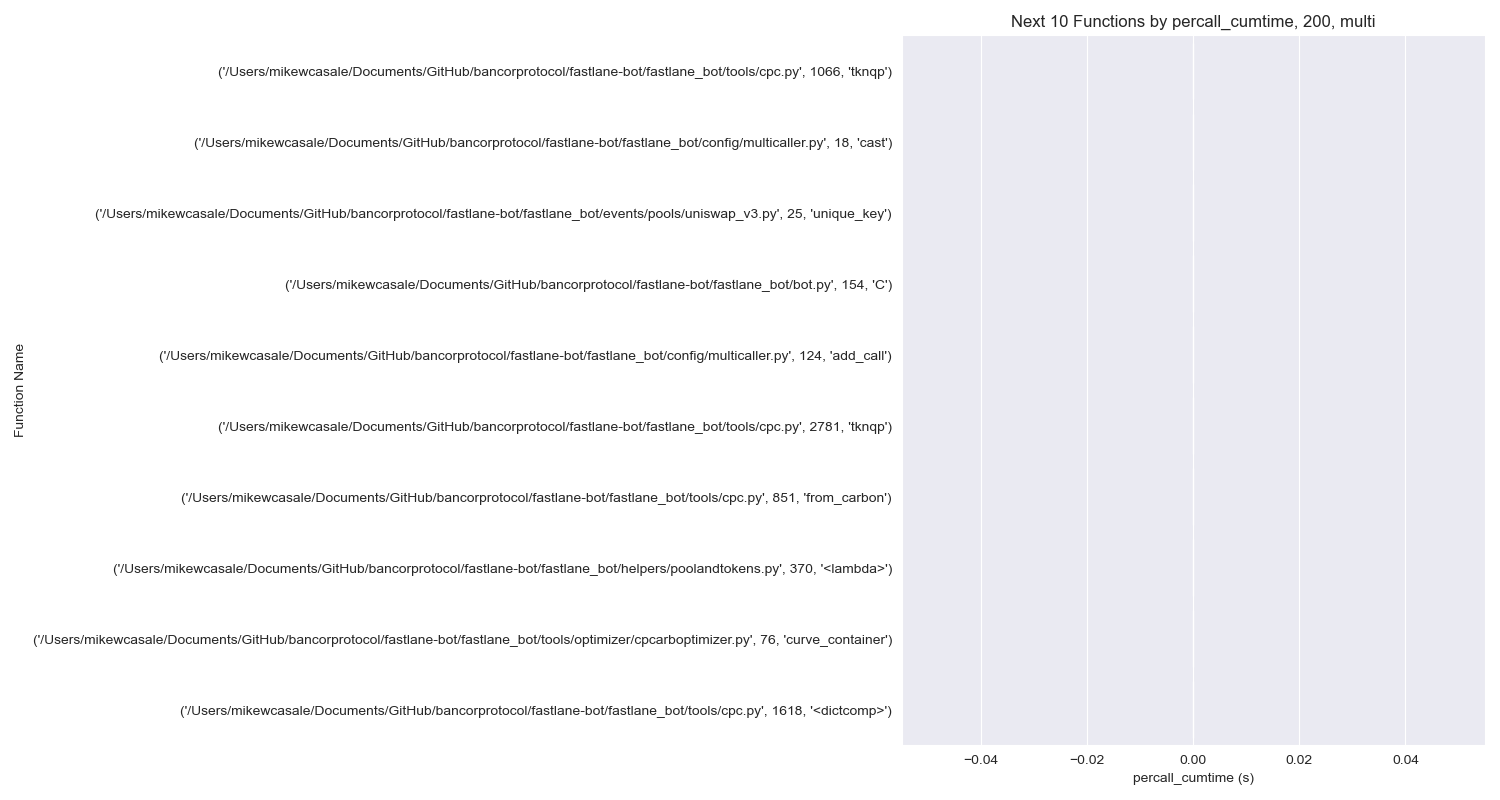 Next 10 Functions by percall_cumtime, 200, multi
('/Users/mikewcasale/Documents/GitHub/bancorprotocol/fastlane-bot/fastlane_bot/tools/cpc.py', 1066, 'tknqp')
('/Users/mikewcasale/Documents/GitHub/bancorprotocol/fastlane-bot/fastlane_bot/config/multicaller.py', 18, 'cast')
('/Users/mikewcasale/Documents/GitHub/bancorprotocol/fastlane-bot/fastlane_bot/events/pools/uniswap_v3.py', 25, 'unique_key')
('/Users/mikewcasale/Documents/GitHub/bancorprotocol/fastlane-bot/fastlane_bot/bot.py', 154, 'C')
('/Users/mikewcasale/Documents/GitHub/bancorprotocol/fastlane-bot/fastlane_bot/config/multicaller.py', 124, 'add_call')
('/Users/mikewcasale/Documents/GitHub/bancorprotocol/fastlane-bot/fastlane_bot/tools/cpc.py', 2781, 'tknqp')
('/Users/mikewcasale/Documents/GitHub/bancorprotocol/fastlane-bot/fastlane_bot/tools/cpc.py', 851, 'from_carbon')
('/Users/mikewcasale/Documents/GitHub/bancorprotocol/fastlane-bot/fastlane_bot/helpers/poolandtokens.py', 370, '<lambda>')
('/Users/mikewcasale/Documents/GitHub/bancorprotocol/fastlane-bot/fastlane_bot/tools/optimizer/cpcarboptimizer.py', 76, 'curve_container')
('/Users/mikewcasale/Documents/GitHub/bancorprotocol/fastlane-bot/fastlane_bot/tools/cpc.py', 1618, '<dictcomp>')
Function Name
−0.04 −0.02 0.00 0.02 0.04
percall_cumtime (s)